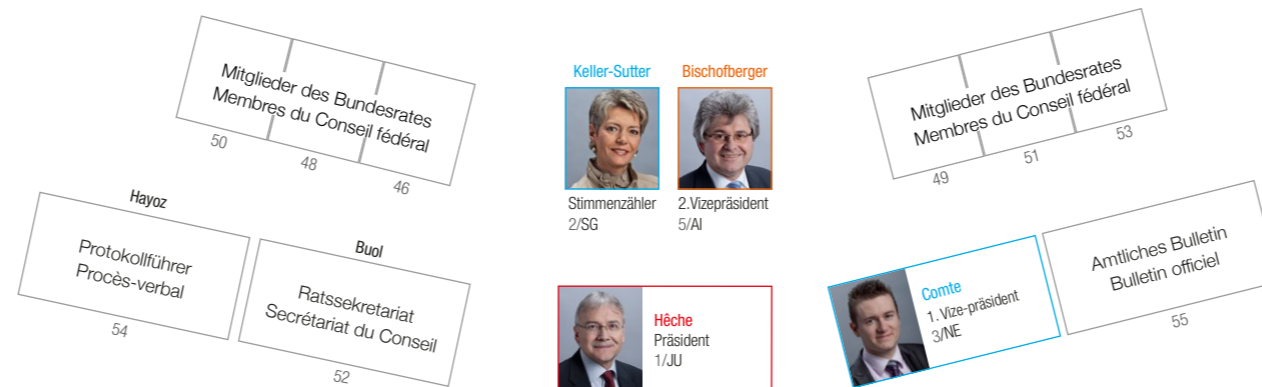 Mitglieder des Bundesrates
Membres du Conseil fédéral
50
48
46
Keller-Sutter
Stimmenzähler
2/SG
Bischofberger
2.Vizepräsident
5/AI
Mitglieder des Bundesrates
Membres du Conseil fédéral
49
51
53
Hayoz
Protokollführer
Procès-verbal
54
Buol
Ratssekretariat
Secrétariat du Conseil
52
Hêche
Präsident
1/JU
Comte
1. Vize-président
3/NE
Amtliches Bulletin
Bulletin officiel
55